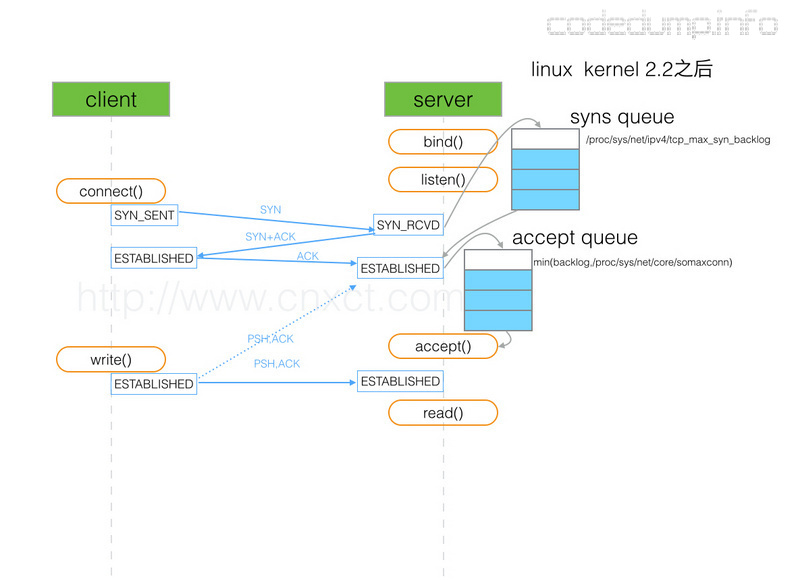 linux kernel 2.2之后
client
server
syns queue
bind()
/proc/sys/net/ipv4/tcp_max_syn_backlog
listen()
connect()
SYN_SENT
SYN
SYN_RCVD
SYN+ACK
accept queue
ESTABLISHED
ACK
ESTABLISHED
min(backlog,/proc/sys/net/core/somaxconn)
http://www.cnxct.com
PSH,ACK
accept()
write()
PSH,ACK
ESTABLISHED
ESTABLISHED
read()